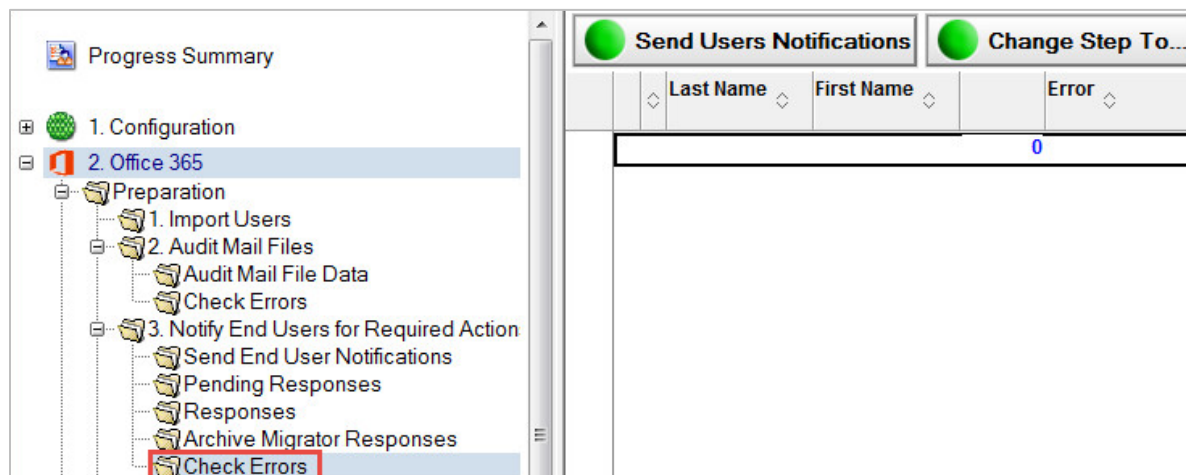 Progress Summary
1. Configuration
2. Office 365
Preparation
1. Import Users
2. Audit Mail Files
Audit Mail File Data
Check Errors
3. Notify End Users for Required Action
Send End User Notifications
Pending Responses
Responses
Archive Migrator Responses
Check Errors
Send Users Notifications Change Step To...
Last Name First Name Error
0